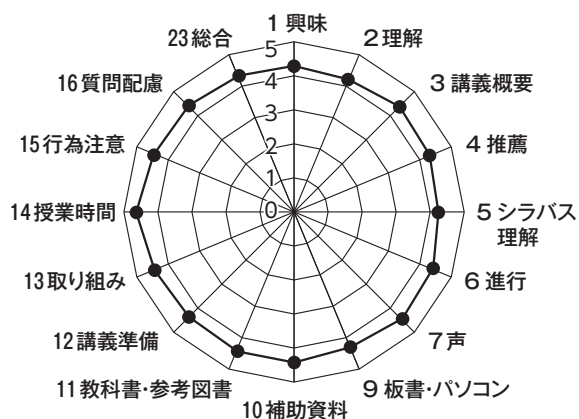 1 興味
2 理解
3 講義概要
4 推薦
5 シラバス
理解
6 進行
7 声
9 板書・パソコン
10 補助資料
11 教科書・参考図書
12 講義準備
13 取り組み
14 授業時間
15 行為注意
16 質問配慮
23 総合
5
4
3
2
1
0